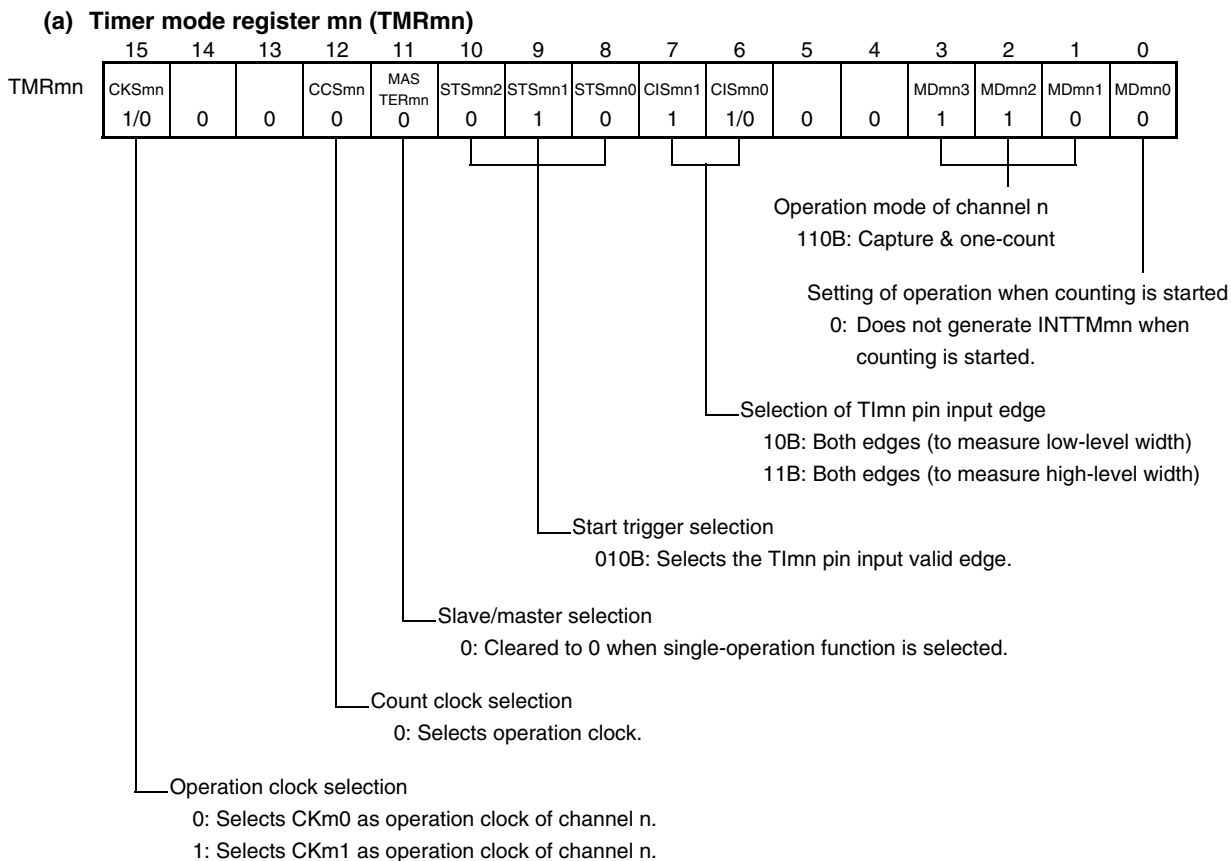 (a) Timer mode register mn (TMRmn)
15 14 13 12 11 10 9 8 7 6 5 4 3 2 1 0
TMRmn CKSmn CCSmn MAS TERmn STSmn2 STSmn1 STSmn0 CISmn1 CISmn0 MDmn3 MDmn2 MDmn1 MDmn0
1/0 0 0 0 0 0 1 0 1 1/0 0 0 1 1 0 0
Operation mode of channel n
110B: Capture & one-count
Setting of operation when counting is started
0: Does not generate INTTMmn when
counting is started.
Selection of TImn pin input edge
10B: Both edges (to measure low-level width)
11B: Both edges (to measure high-level width)
Start trigger selection
010B: Selects the TImn pin input valid edge.
Slave/master selection
0: Cleared to 0 when single-operation function is selected.
Count clock selection
0: Selects operation clock.
Operation clock selection
0: Selects CKm0 as operation clock of channel n.
1: Selects CKm1 as operation clock of channel n.